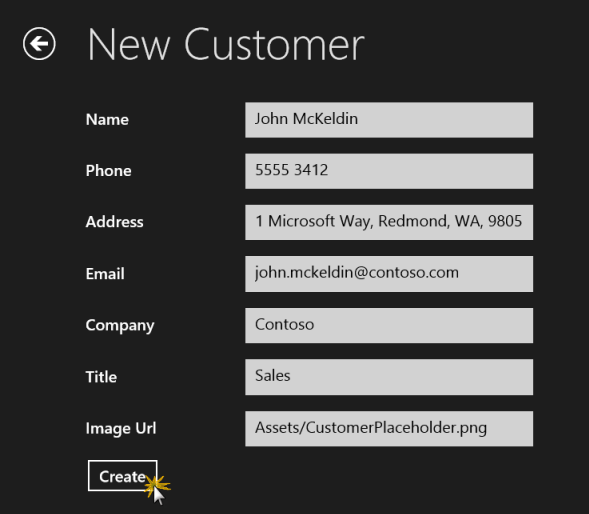 New Customer
Name John McKeldin
Phone 5555 3412
Address 1 Microsoft Way, Redmond, WA, 9805
Email john.mckeldin@contoso.com
Company Contoso
Title Sales
Image Url Assets/CustomerPlaceholder.png
Create